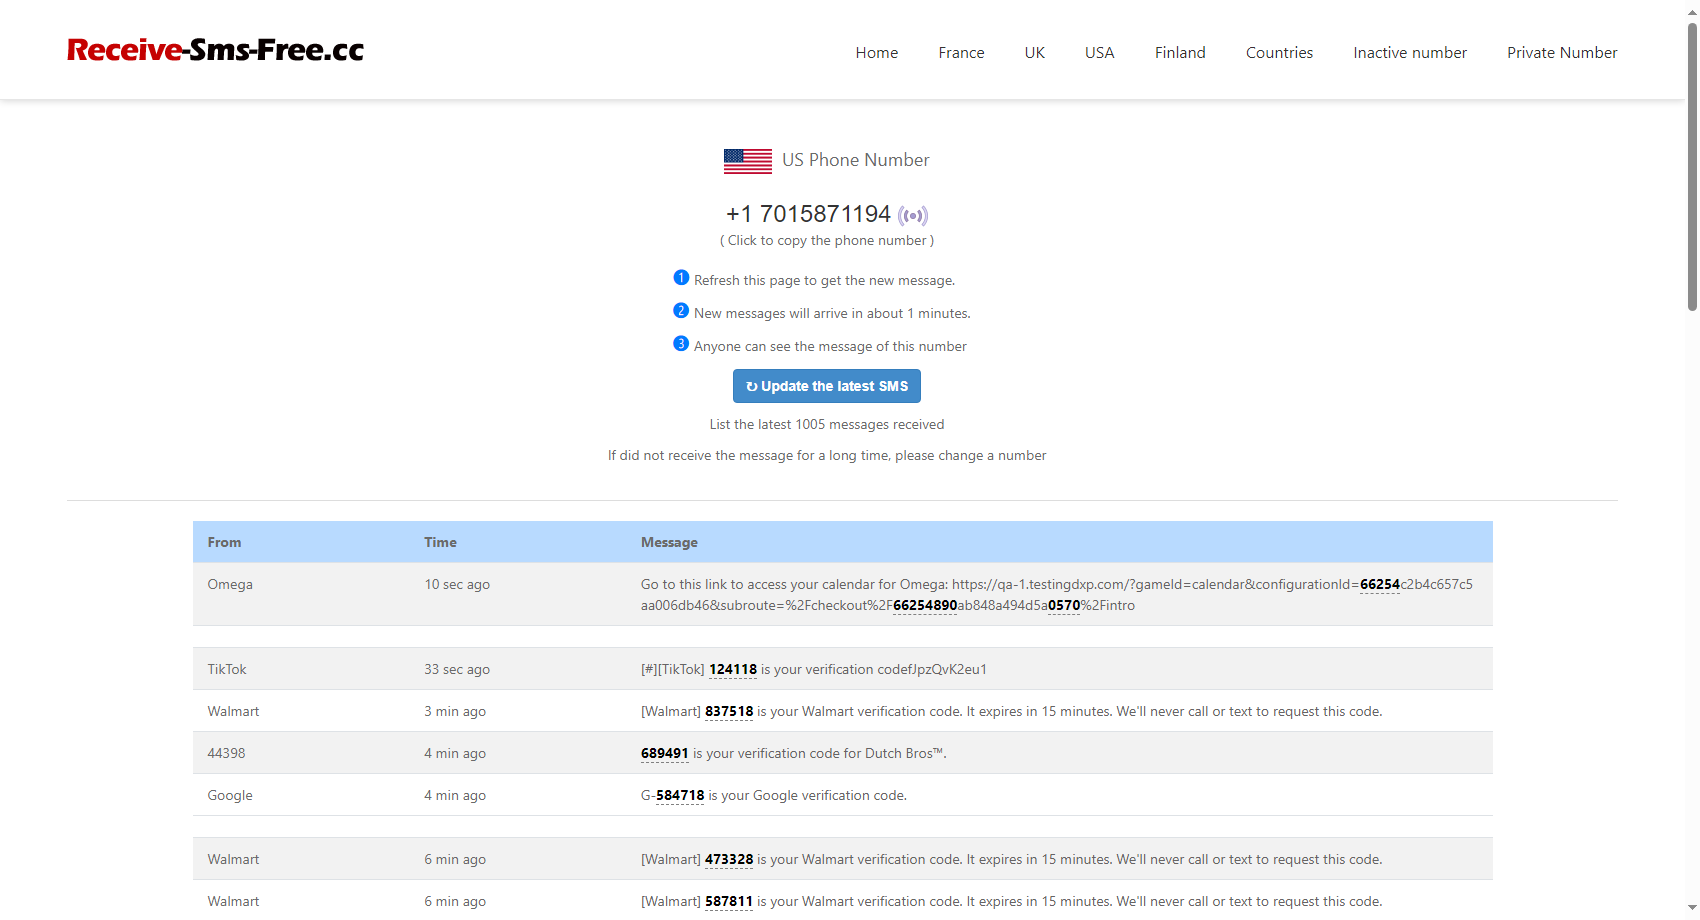 Receive-Sms-Free.cc
Home France UK USA Finland Countries Inactive number Private Number
US Phone Number
+1 7015871194
( Click to copy the phone number )
1 Refresh this page to get the new message.
2 New messages will arrive in about 1 minutes.
3 Anyone can see the message of this number
↻ Update the latest SMS
List the latest 1005 messages received
If did not receive the message for a long time, please change a number
From Time Message
Omega 10 sec ago Go to this link to access your calendar for Omega: https://qa-1.testingdxp.com/?gameId=calendar&configurationId=66254c2b4c657c5
aa006db46&subroute=%2Fcheckout%2F66254890ab848a494d5a0570%2Fintro
TikTok 33 sec ago [#][TikTok] 124118 is your verification codefJpzQvK2eu1
Walmart 3 min ago [Walmart] 837518 is your Walmart verification code. It expires in 15 minutes. We'll never call or text to request this code.
44398 4 min ago 689491 is your verification code for Dutch Bros™.
Google 4 min ago G-584718 is your Google verification code.
Walmart 6 min ago [Walmart] 473328 is your Walmart verification code. It expires in 15 minutes. We'll never call or text to request this code.
Walmart 6 min ago [Walmart] 587811 is your Walmart verification code. It expires in 15 minutes. We'll never call or text to request this code.